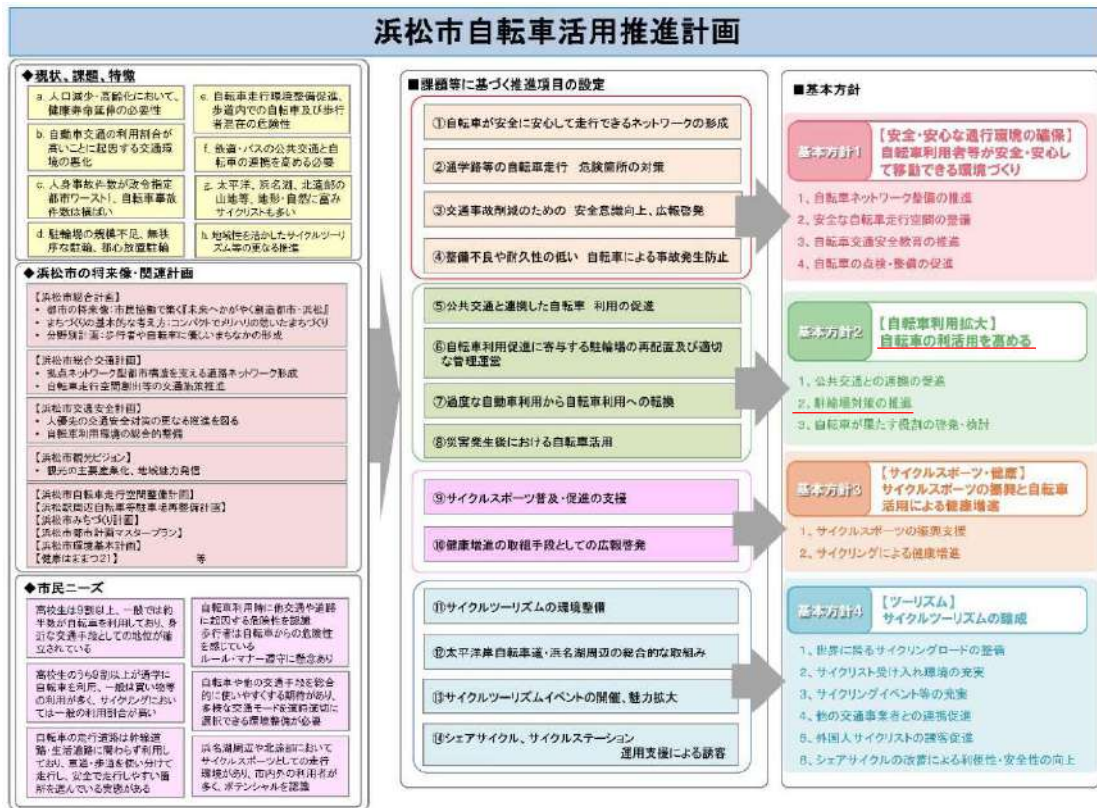 浜松市自転車活用推進計画
◆現状、課題、特徴
a. 人口減少・高齢化において、
健康寿命延伸の必要性
b. 自動車交通の利用割合が
高いことに起因する交通環
境の悪化
c. 人身事故件数が政令指定
都市ワースト1、自転車事故
件数は横ばい
d. 駐輪場の規模不足、無秩
序な駐輪、都心放置駐輪
e. 自転車走行環境整備促進、
歩道内での自転車及び歩行
者混在の危険性
f. 鉄道・バスの公共交通と自
転車の連携を高める必要
g. 太平洋、浜名湖、北遠部の
山地等、地形・自然に富み
サイクリストも多い
h. 地域性を活かしたサイクルツーリ
ズム等の更なる推進
◆浜松市の将来像・関連計画
【浜松市総合計画】
・ 都市の将来像:市民協働で築く『未来へかがやく創造都市・浜松』
・ まちづくりの基本的な考え方:コンパクトでメリハリの効いたまちづくり
・ 分野別計画:歩行者や自転車に優しいまちなかの形成
【浜松市総合交通計画】
・ 拠点ネットワーク型都市構造を支える道路ネットワーク形成
・ 自転車走行空間創出等の交通施策推進
【浜松市交通安全計画】
・ 人優先の交通安全対策の更なる推進を図る
・ 自転車利用環境の総合的整備
【浜松市観光ビジョン】
・ 観光の主要産業化、地域魅力発信
【浜松市自転車走行空間整備計画】
【浜松駅周辺自転車等駐車場再整備計画】
【浜松市みちづくり計画】
【浜松市都市計画マスタープラン】
【浜松市環境基本計画】
【健康はままつ21】 等
◆市民ニーズ
高校生は9割以上、一般では約
半数が自転車を利用しており、身
近な交通手段としての地位が確
立されている
高校生のうち9割以上が通学に
自転車を利用、一般は買い物等
の利用が多く、サイクリングにお
いては一般の利用割合が高い
自転車の走行道路は幹線道
路・生活道路に関わらず利用し
ており、車道・歩道を使い分けて
走行し、安全で走行しやすい箇
所を選んでいる実態がある
自転車利用時に他交通や道路
に起因する危険性を認識
歩行者は自転車からの危険性
を感じている
ルール・マナー遵守に懸念あり
自転車や他の交通手段を総合
的に使いやすくする期待があり、
多様な交通モードを適時適切に
選択できる環境整備が必要
浜名湖周辺や北遠部において
サイクルスポーツとしての走行
環境があり、市内外の利用者が
多く、ポテンシャルを認識
■課題等に基づく推進項目の設定
①自転車が安全に安心して走行できるネットワークの形成
②通学路等の自転車走行 危険箇所の対策
③交通事故削減のための 安全意識向上、広報啓発
④整備不良や耐久性の低い 自転車による事故発生防止
⑤公共交通と連携した自転車 利用の促進
⑥自転車利用促進に寄与する駐輪場の再配置及び適切
な管理運営
⑦過度な自動車利用から自転車利用への転換
⑧災害発生後における自転車活用
⑨サイクルスポーツ普及・促進の支援
⑩健康増進の取組手段としての広報啓発
⑪サイクルツーリズムの環境整備
⑫太平洋岸自転車道・浜名湖周辺の総合的な取組み
⑬サイクルツーリズムイベントの開催、魅力拡大
⑭シェアサイクル、サイクルステーション
運用支援による誘客
■基本方針
基本方針1
【安全・安心な通行環境の確保】
自転車利用者等が安全・安心し
て移動できる環境づくり
1、自転車ネットワーク整備の推進
2、安全な自転車走行空間の整備
3、自転車交通安全教育の推進
4、自転車の点検・整備の促進
基本方針2
【自転車利用拡大】
自転車の利活用を高める
1、公共交通との連携の促進
2、駐輪場対策の推進
3、自転車が果たす役割の啓発・検討
基本方針3
【サイクルスポーツ・健康】
サイクルスポーツの振興と自転車
活用による健康増進
1、サイクルスポーツの振興支援
2、サイクリングによる健康増進
基本方針4
【ツーリズム】
サイクルツーリズムの醸成
1、世界に誇るサイクリングロードの整備
2、サイクリスト受け入れ環境の充実
3、サイクリングイベント等の充実
4、他の交通事業者との連携促進
5、外国人サイクリストの誘客促進
6、シェアサイクルの改善による利便性・安全性の向上